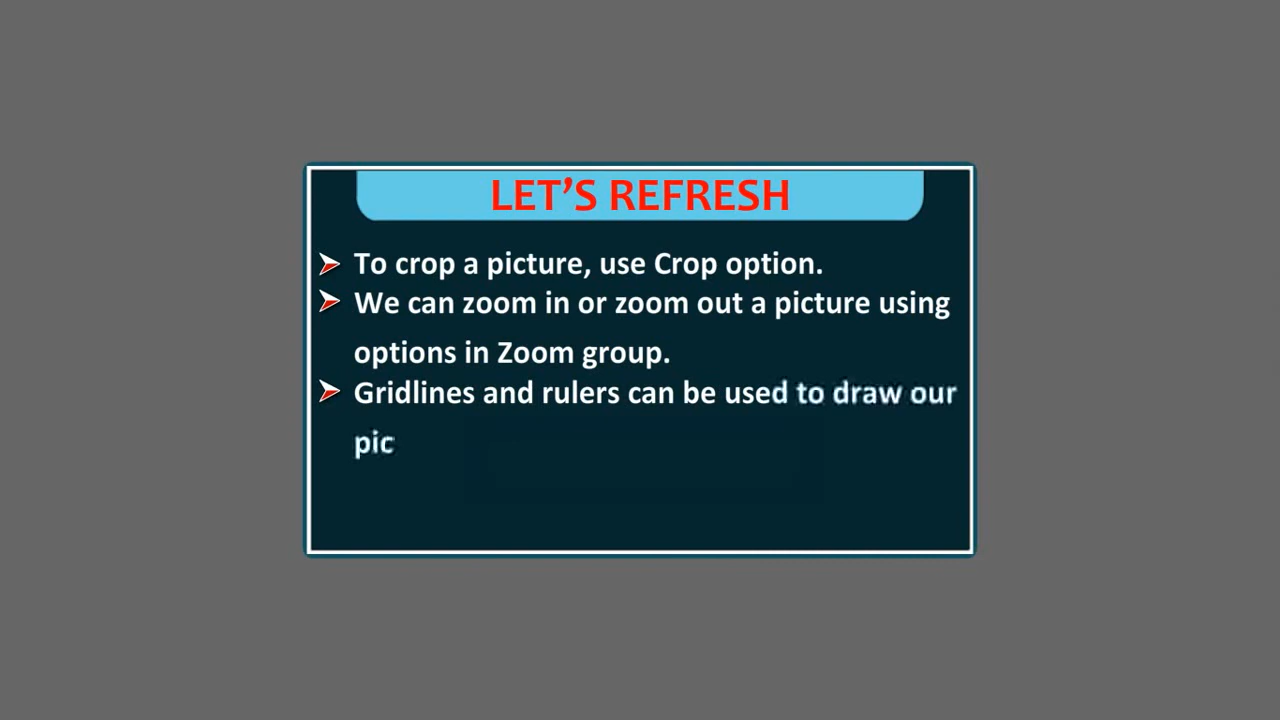 LET’S REFRESH
To crop a picture, use Crop option.
We can zoom in or zoom out a picture using
options in Zoom group.
Gridlines and rulers can be used to draw our
pic